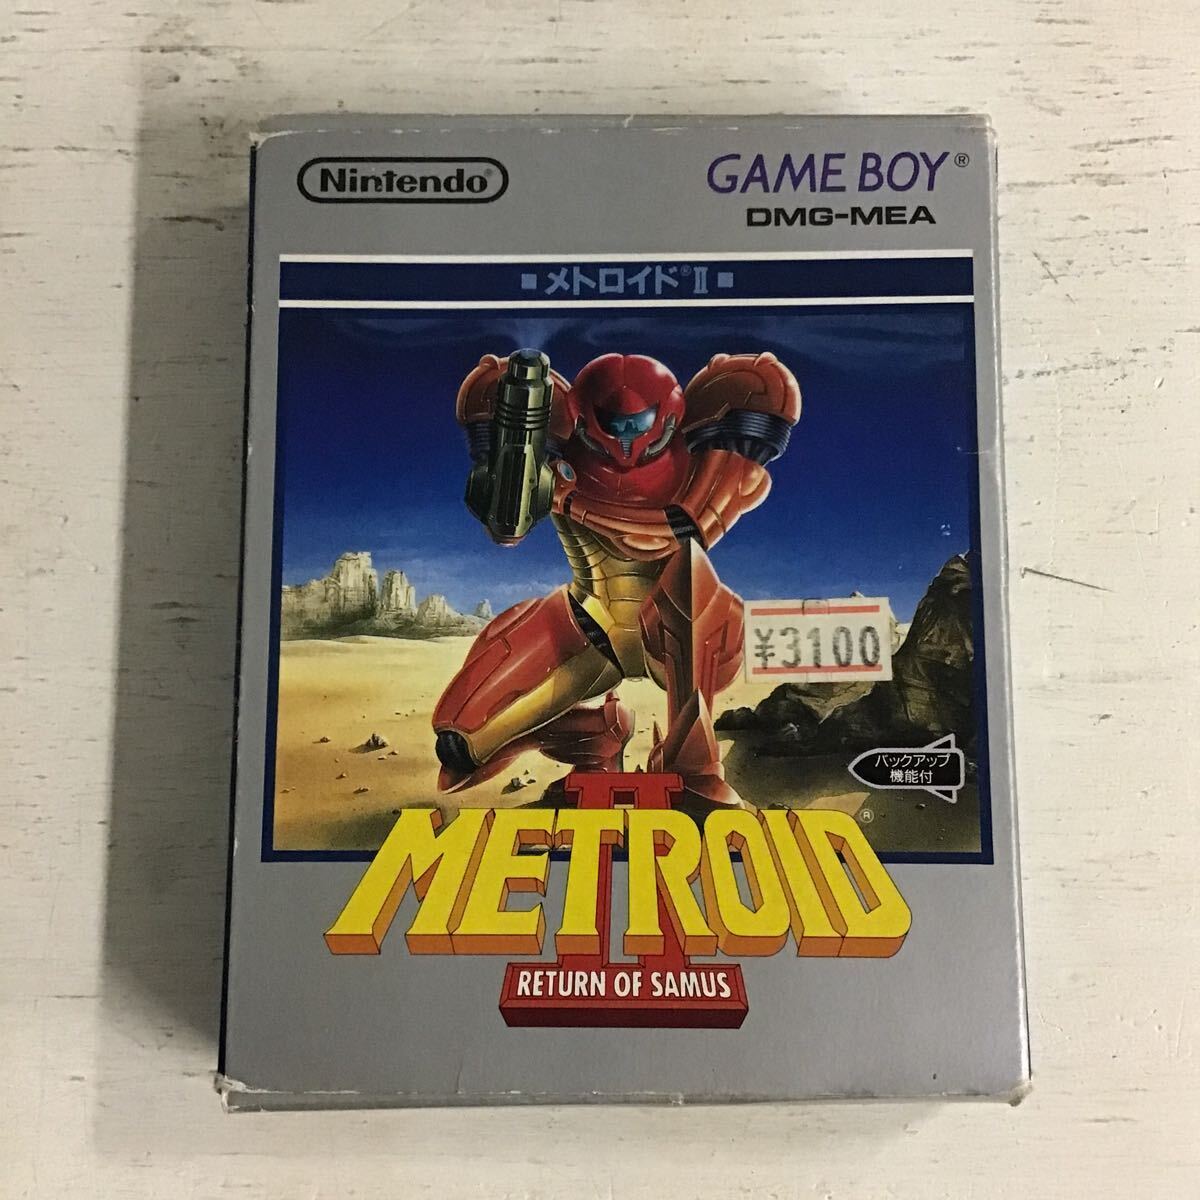 Nintendo®
GAME BOY®
DMG-MEA
■メトロイド®II■
¥3100
バックアップ
機能付
II
METROID®
RETURN OF SAMUS